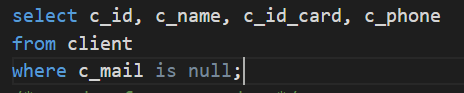 select c_id, c_name, c_id_card, c_phone
from client
where c_mail is null;